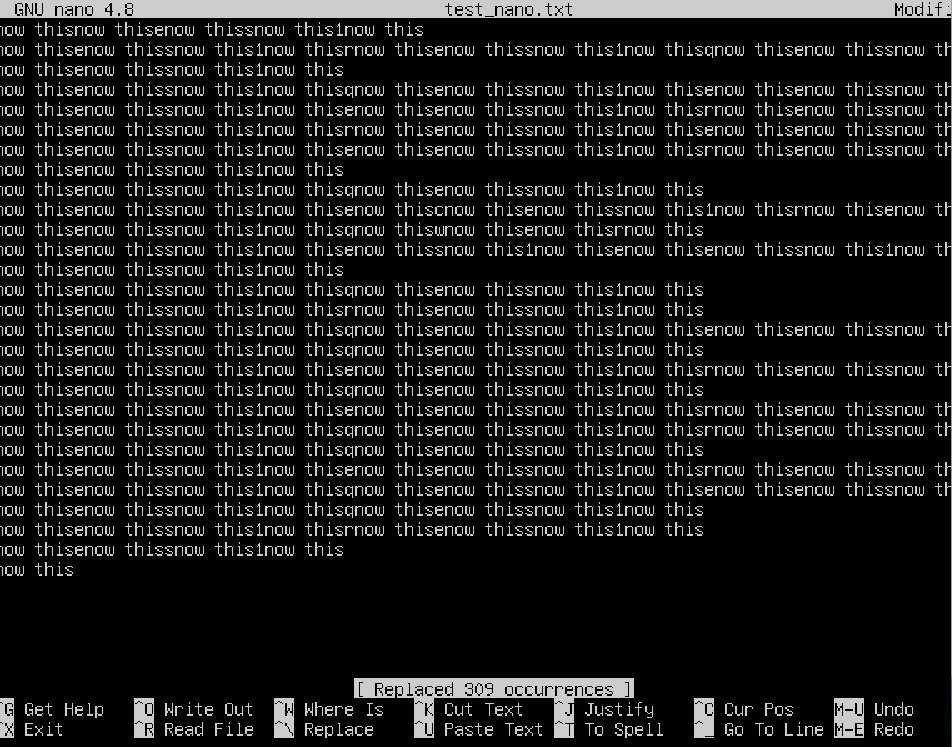 GNU nano 4.8 test_nano.txt Modifi
now thisnow thisenow thissnow this1now this
now thisenow thissnow this1now thisrnow thisenow thissnow this1now thisqnow thisenow thissnow th
now thisenow thissnow this1now this
now thisenow thissnow this1now thisqnow thisenow thissnow this1now thisenow thisenow thissnow th
now thisenow thissnow this1now thisenow thisenow thissnow this1now thisrnow thisenow thissnow th
now thisenow thissnow this1now thisrnow thisenow thissnow this1now thisenow thisenow thissnow th
now thisenow thissnow this1now thisenow thisenow thissnow this1now thisrnow thisenow thissnow th
now thisenow thissnow this1now this
now thisenow thissnow this1now thisqnow thisenow thissnow this1now this
now thisenow thissnow this1now thisenow thiscnow thisenow thissnow this1now thisrnow thisenow th
now thisenow thissnow this1now thisqnow thiswnow thisenow thisrnow this
now thisenow thissnow this1now thisenow thissnow this1now thisenow thisenow thissnow this1now th
now thisenow thissnow this1now this
now thisenow thissnow this1now thisqnow thisenow thissnow this1now this
now thisenow thissnow this1now thisrnow thisenow thissnow this1now this
now thisenow thissnow this1now thisqnow thisenow thissnow this1now thisenow thisenow thissnow th
now thisenow thissnow this1now thisqnow thisenow thissnow this1now this
now thisenow thissnow this1now thisenow thisenow thissnow this1now thisrnow thisenow thissnow th
now thisenow thissnow this1now thisqnow thisenow thissnow this1now this
now thisenow thissnow this1now thisenow thisenow thissnow this1now thisrnow thisenow thissnow th
now thisenow thissnow this1now thisqnow thisenow thissnow this1now thisrnow thisenow thissnow th
now thisenow thissnow this1now thisqnow thisenow thissnow this1now this
now thisenow thissnow this1now thisenow thisenow thissnow this1now thisrnow thisenow thissnow th
now thisenow thissnow this1now thisqnow thisenow thissnow this1now thisenow thisenow thissnow th
now thisenow thissnow this1now thisqnow thisenow thissnow this1now this
now thisenow thissnow this1now thisrnow thisenow thissnow this1now this
now thisenow thissnow this1now this
now this
[ Replaced 309 occurrences ]
^G Get Help ^O Write Out ^W Where Is ^K Cut Text ^J Justify ^C Cur Pos M-U Undo
^X Exit ^R Read File ^\ Replace ^U Paste Text ^T To Spell ^_ Go To Line M-E Redo